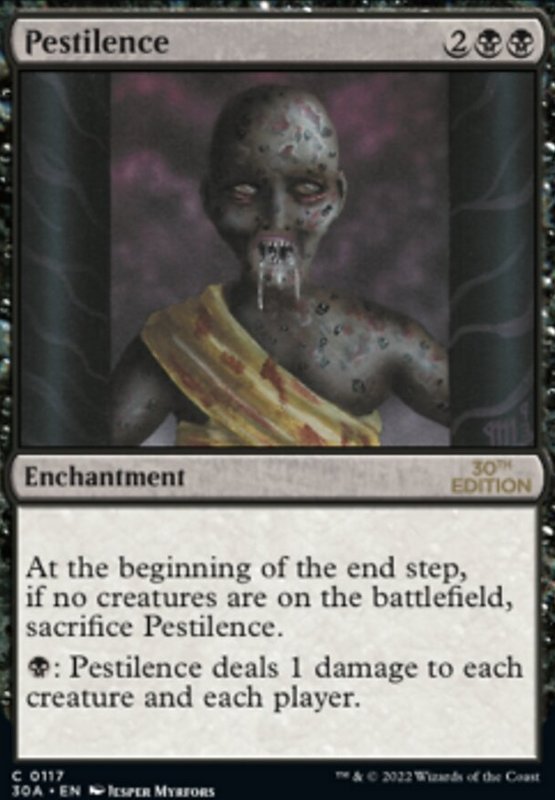 Pestilence 2
Enchantment
30TH
EDITION
At the beginning of the end step,
if no creatures are on the battlefield,
sacrifice Pestilence.
: Pestilence deals 1 damage to each
creature and each player.
C 0117
30A • EN JESPER MYRFORS
™ & © 2022 Wizards of the Coast